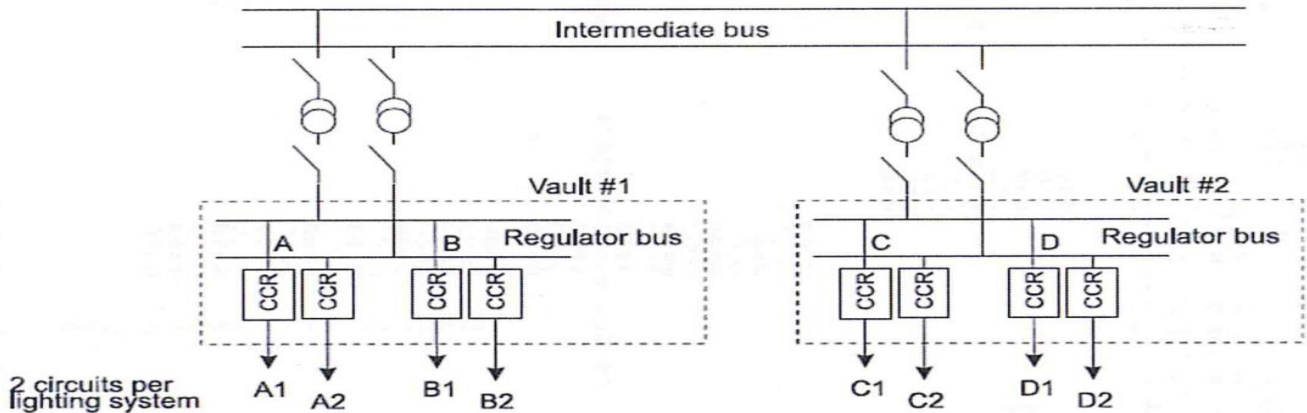 Intermediate bus
Vault #1
Vault #2
A
B
Regulator bus
C
D
Regulator bus
CCR
CCR
CCR
CCR
CCR
CCR
CCR
CCR
2 circuits per
lighting system
A1
A2
B1
B2
C1
C2
D1
D2